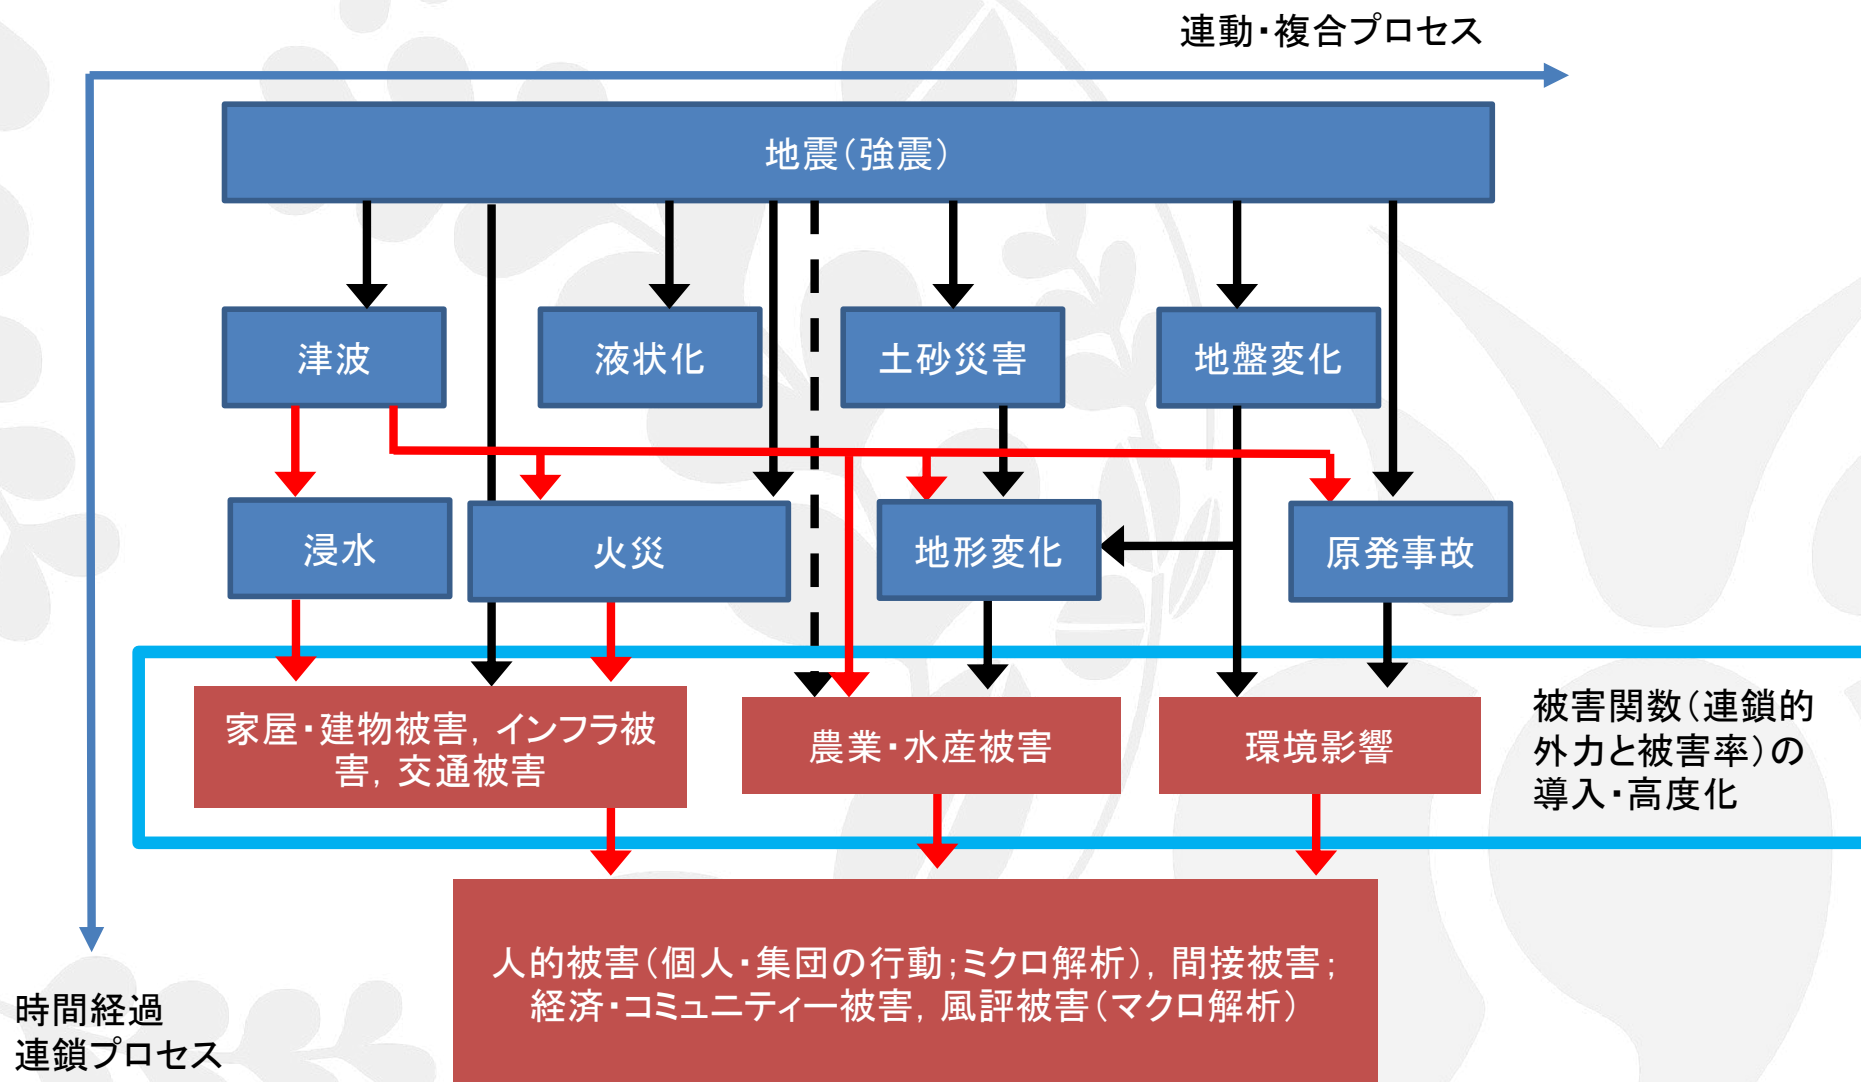 連動・複合プロセス
地震（強震）
津波
液状化
土砂災害
地盤変化
浸水
火災
地形変化
原発事故
家屋・建物被害，インフラ被
害，交通被害
農業・水産被害
環境影響
被害関数（連鎖的
外力と被害率）の
導入・高度化
人的被害（個人・集団の行動；ミクロ解析），間接被害；
経済・コミュニティー被害，風評被害（マクロ解析）
時間経過
連鎖プロセス